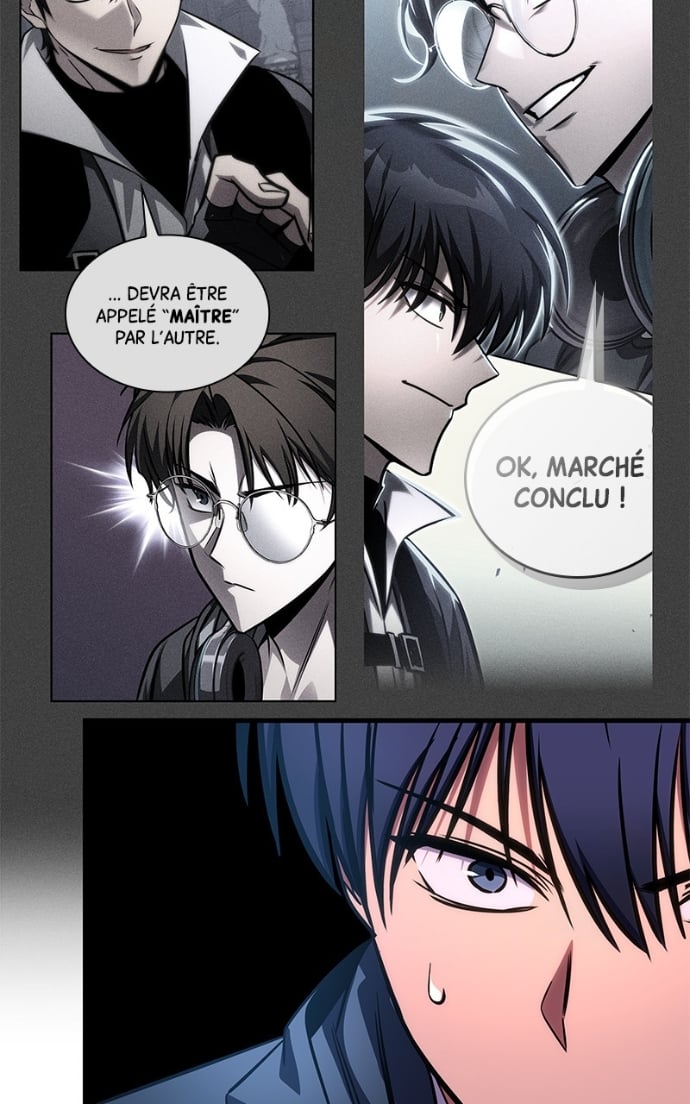 ... DEVRA ÊTRE
APPELÉ “MAÎTRE”
PAR L'AUTRE.
OK, MARCHÉ
CONCLU !